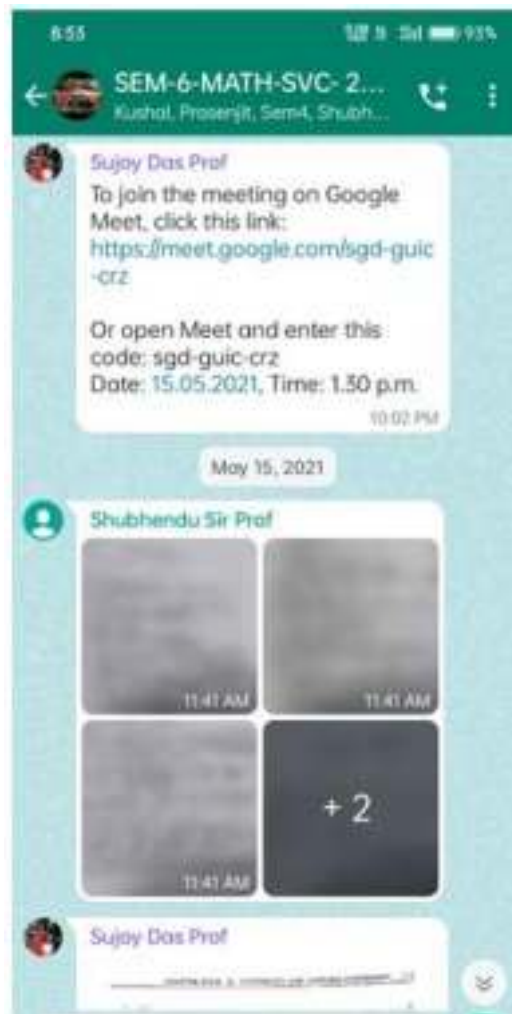 8:55
93%
SEM-6-MATH-SVC- 2...
Kushal, Prosenjit, Sem4, Shubh...
Sujoy Das Prof
To join the meeting on Google
Meet, click this link:
https://meet.google.com/sgd-guic
-crz
Or open Meet and enter this
code: sgd-guic-crz
Date: 15.05.2021, Time: 1.30 p.m.
10:02 PM
May 15, 2021
Shubhendu Sir Prof
11:41 AM
11:41 AM
11:41 AM
+ 2
Sujoy Das Prof